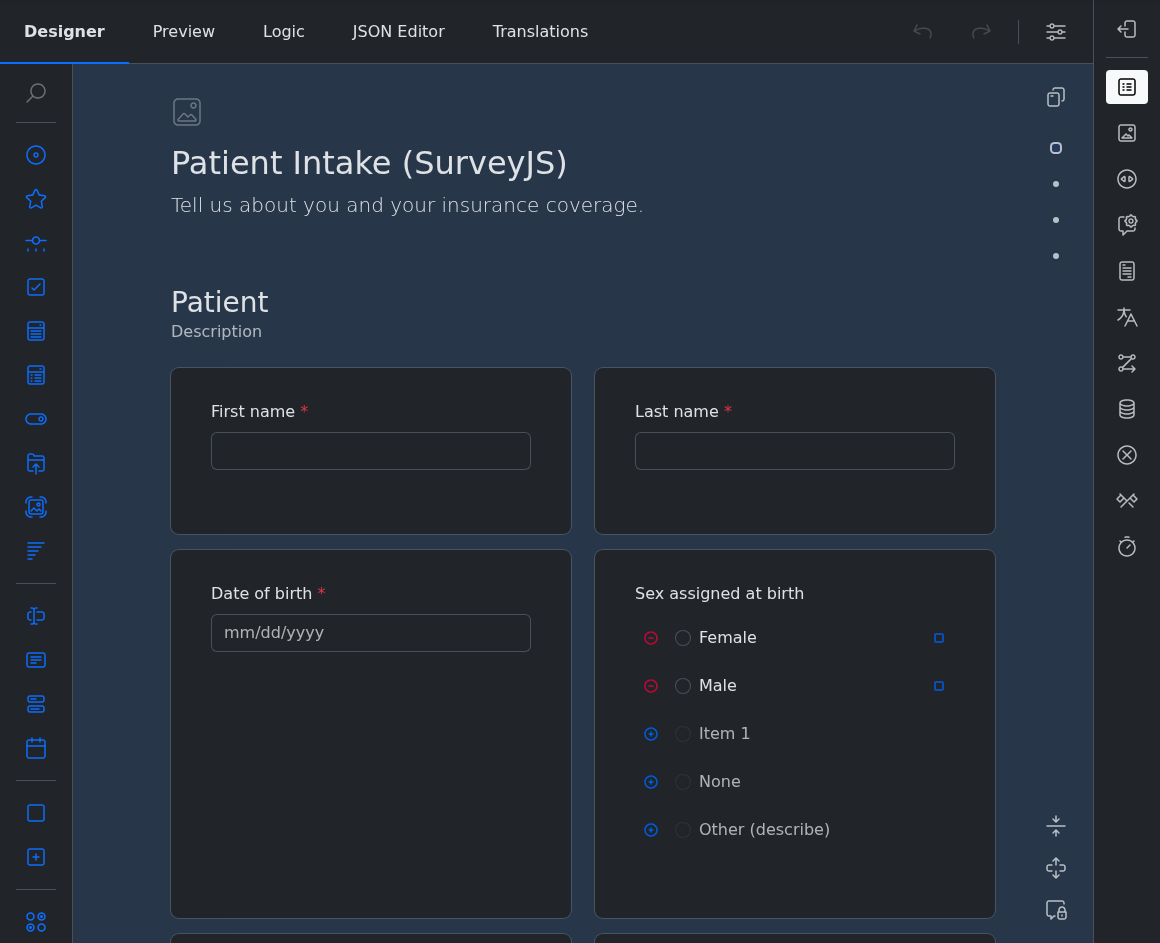 Designer Preview Logic JSON Editor Translations
Patient Intake (SurveyJS)
Tell us about you and your insurance coverage.
Patient
Description
First name *
Last name *
Date of birth *
mm/dd/yyyy
Sex assigned at birth
Female
Male
Item 1
None
Other (describe)